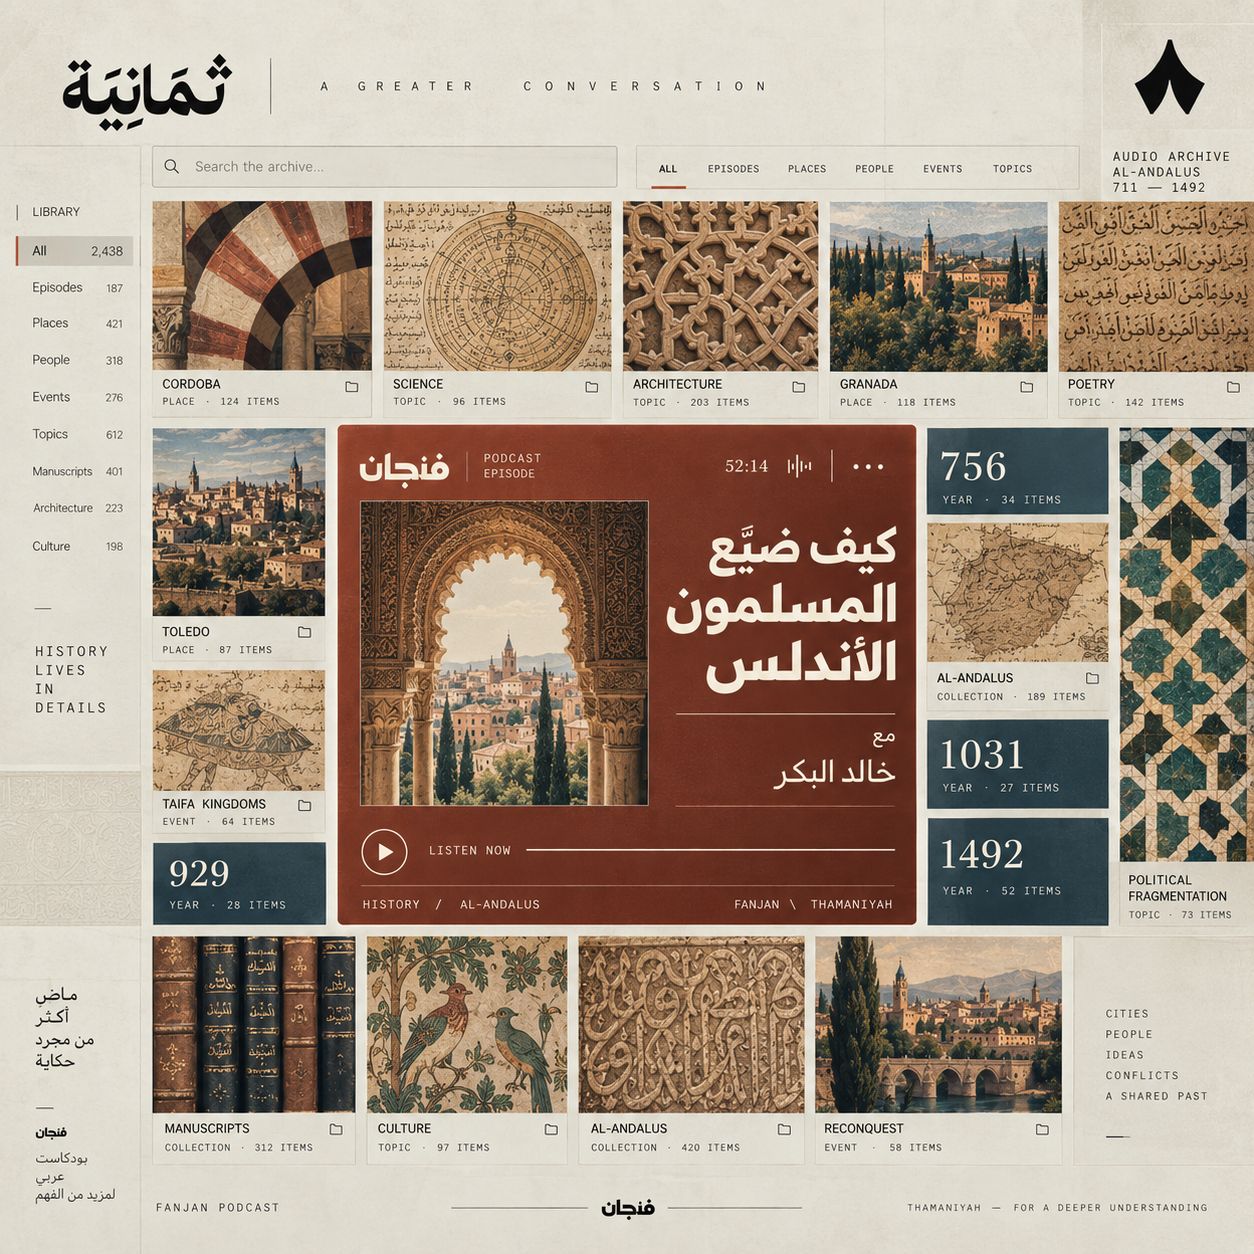 ثمَانِيَة
A GREATER CONVERSATION
AUDIO ARCHIVE
AL-ANDALUS
711 — 1492
Search the archive...
ALL EPISODES PLACES PEOPLE EVENTS TOPICS
LIBRARY
All 2,438
Episodes 187
Places 421
People 318
Events 276
Topics 612
Manuscripts 401
Architecture 223
Culture 198
HISTORY
LIVES
IN
DETAILS
ماضٍ
أكثر
من مجرد
حكاية
فنجان
بودكاست
عربي
لمزيد من الفهم
CORDOBA
PLACE · 124 ITEMS
SCIENCE
TOPIC · 96 ITEMS
ARCHITECTURE
TOPIC · 203 ITEMS
GRANADA
PLACE · 118 ITEMS
POETRY
TOPIC · 142 ITEMS
TOLEDO
PLACE · 87 ITEMS
TAIFA KINGDOMS
EVENT · 64 ITEMS
929
YEAR · 28 ITEMS
فنجان
PODCAST
EPISODE
52:14
كيف ضيَّع
المسلمون
الأندلس
مع
خالد البكر
LISTEN NOW
HISTORY / AL-ANDALUS
FANJAN \ THAMANIYAH
756
YEAR · 34 ITEMS
AL-ANDALUS
COLLECTION · 189 ITEMS
1031
YEAR · 27 ITEMS
1492
YEAR · 52 ITEMS
POLITICAL
FRAGMENTATION
TOPIC · 73 ITEMS
MANUSCRIPTS
COLLECTION · 312 ITEMS
CULTURE
TOPIC · 97 ITEMS
AL-ANDALUS
COLLECTION · 420 ITEMS
RECONQUEST
EVENT · 58 ITEMS
CITIES
PEOPLE
IDEAS
CONFLICTS
A SHARED PAST
FANJAN PODCAST
فنجان
THAMANIYAH — FOR A DEEPER UNDERSTANDING